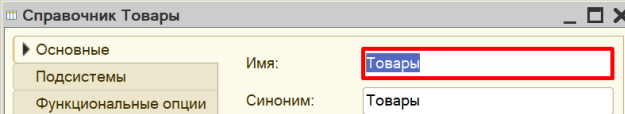 Справочник Товары
Основные
Имя: Товары
Подсистемы
Функциональные опции
Синоним: Товары